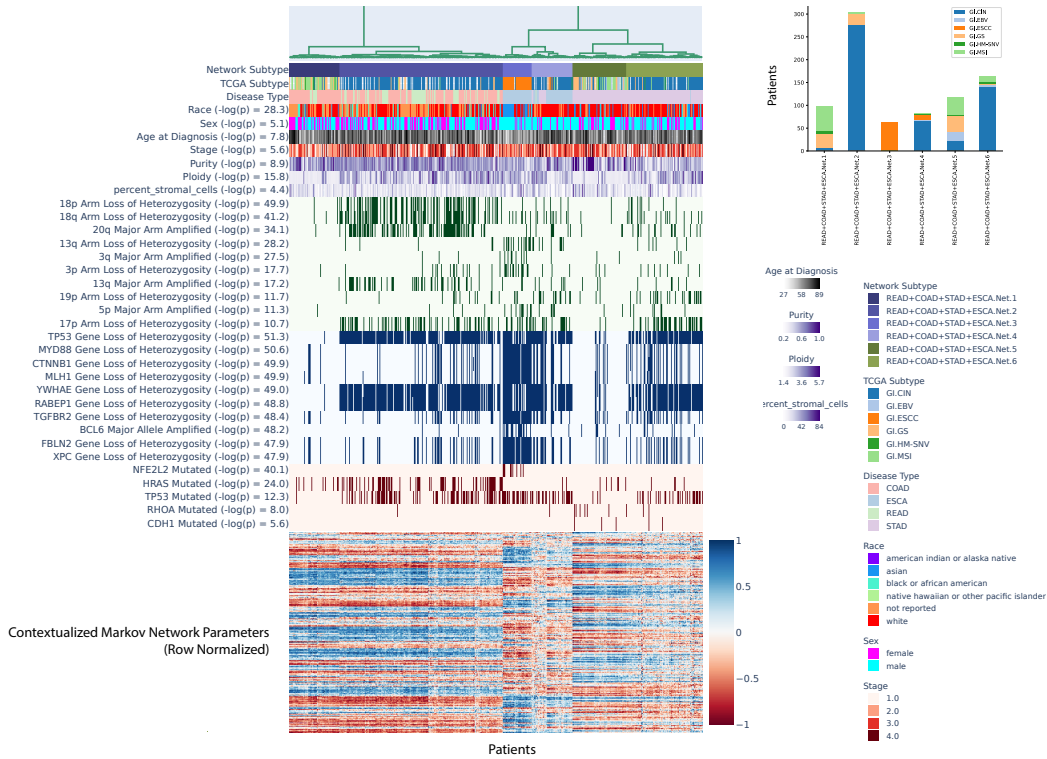 Network Subtype
TCGA Subtype
Disease Type
Race (-log(p) = 28.3)
Sex (-log(p) = 5.1)
Age at Diagnosis (-log(p) = 7.8)
Stage (-log(p) = 5.6)
Purity (-log(p) = 8.9)
Ploidy (-log(p) = 15.8)
percent_stromal_cells (-log(p) = 4.4)
18p Arm Loss of Heterozygosity (-log(p) = 49.9)
18q Arm Loss of Heterozygosity (-log(p) = 41.2)
20q Major Arm Amplified (-log(p) = 34.1)
13q Arm Loss of Heterozygosity (-log(p) = 28.2)
3q Major Arm Amplified (-log(p) = 27.5)
3p Arm Loss of Heterozygosity (-log(p) = 17.7)
13q Major Arm Amplified (-log(p) = 17.2)
19p Arm Loss of Heterozygosity (-log(p) = 11.7)
5p Major Arm Amplified (-log(p) = 11.3)
17p Arm Loss of Heterozygosity (-log(p) = 10.7)
TP53 Gene Loss of Heterozygosity (-log(p) = 51.3)
MYD88 Gene Loss of Heterozygosity (-log(p) = 50.6)
CTNNB1 Gene Loss of Heterozygosity (-log(p) = 49.9)
MLH1 Gene Loss of Heterozygosity (-log(p) = 49.9)
YWHAE Gene Loss of Heterozygosity (-log(p) = 49.0)
RABEP1 Gene Loss of Heterozygosity (-log(p) = 48.8)
TGFBR2 Gene Loss of Heterozygosity (-log(p) = 48.4)
BCL6 Major Allele Amplified (-log(p) = 48.2)
FBLN2 Gene Loss of Heterozygosity (-log(p) = 47.9)
XPC Gene Loss of Heterozygosity (-log(p) = 47.9)
NFE2L2 Mutated (-log(p) = 40.1)
HRAS Mutated (-log(p) = 24.0)
TP53 Mutated (-log(p) = 12.3)
RHOA Mutated (-log(p) = 8.0)
CDH1 Mutated (-log(p) = 5.6)
Contextualized Markov Network Parameters
(Row Normalized)
Patients
1
0.5
0
−0.5
−1
Patients
300
250
200
150
100
50
0
GI.CIN
GI.EBV
GI.ESCC
GI.GS
GI.HM-SNV
GI.MSI
READ+COAD+STAD+ESCA.Net.1
READ+COAD+STAD+ESCA.Net.2
READ+COAD+STAD+ESCA.Net.3
READ+COAD+STAD+ESCA.Net.4
READ+COAD+STAD+ESCA.Net.5
READ+COAD+STAD+ESCA.Net.6
Age at Diagnosis
27 58 89
Purity
0.2 0.6 1.0
Ploidy
1.4 3.6 5.7
ercent_stromal_cells
0 42 84
Network Subtype
READ+COAD+STAD+ESCA.Net.1
READ+COAD+STAD+ESCA.Net.2
READ+COAD+STAD+ESCA.Net.3
READ+COAD+STAD+ESCA.Net.4
READ+COAD+STAD+ESCA.Net.5
READ+COAD+STAD+ESCA.Net.6
TCGA Subtype
GI.CIN
GI.EBV
GI.ESCC
GI.GS
GI.HM-SNV
GI.MSI
Disease Type
COAD
ESCA
READ
STAD
Race
american indian or alaska native
asian
black or african american
native hawaiian or other pacific islander
not reported
white
Sex
female
male
Stage
1.0
2.0
3.0
4.0